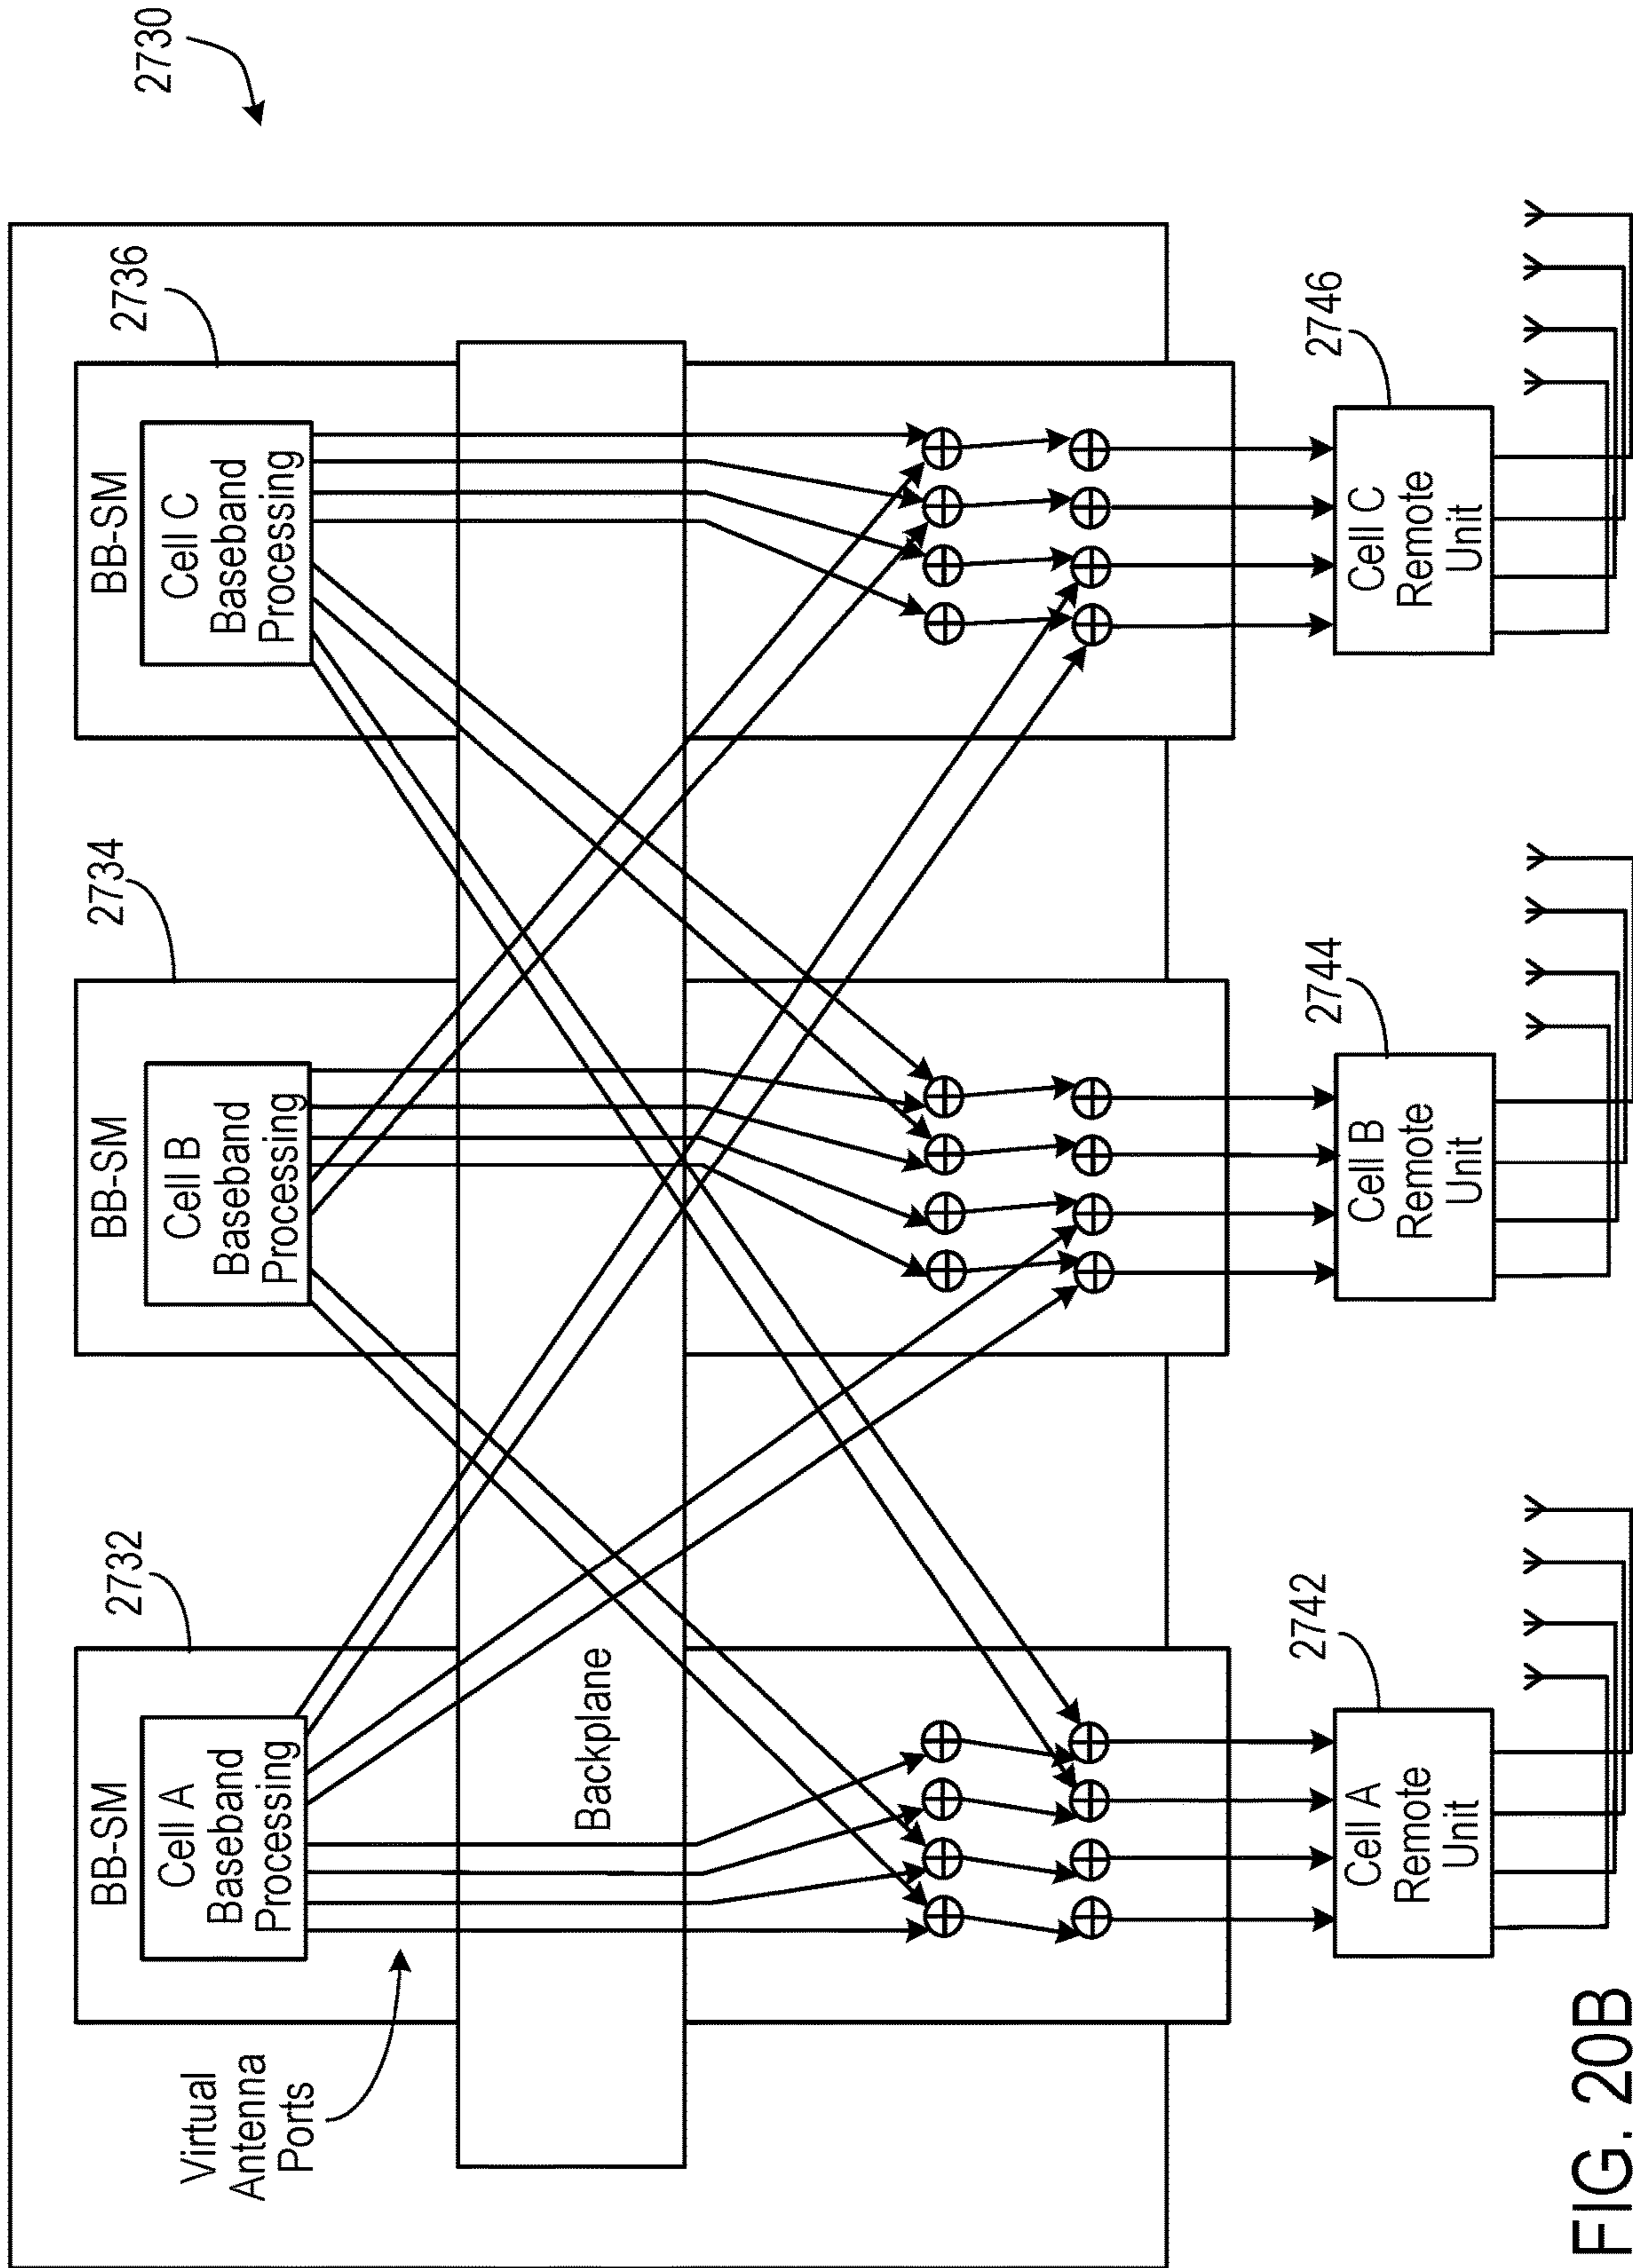 2730
2732
2734
2736
BB-SM
Cell A
Baseband
Processing
BB-SM
Cell B
Baseband
Processing
BB-SM
Cell C
Baseband
Processing
Virtual
Antenna
Ports
Backplane
2742
2744
2746
Cell A
Remote
Unit
Cell B
Remote
Unit
Cell C
Remote
Unit
FIG. 20B